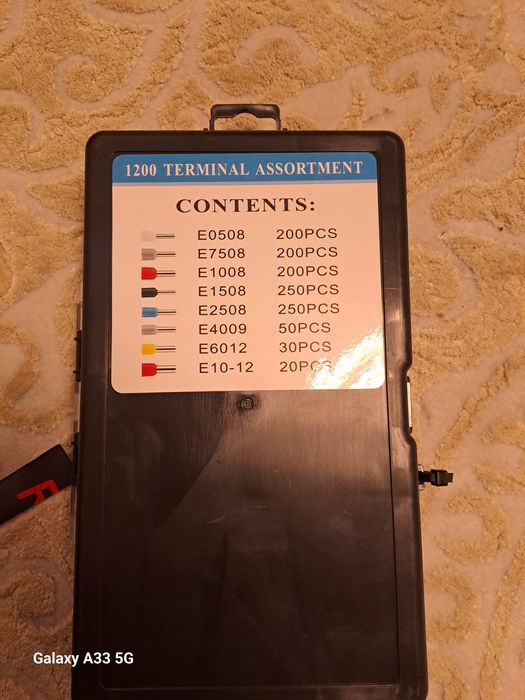 1200 TERMINAL ASSORTMENT
CONTENTS:
E0508 200PCS
E7508 200PCS
E1008 200PCS
E1508 250PCS
E2508 250PCS
E4009 50PCS
E6012 30PCS
E10-12 20PCS
Galaxy A33 5G